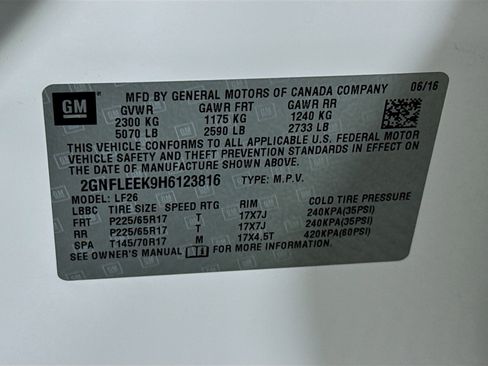 GM
MFD BY GENERAL MOTORS OF CANADA COMPANY 06/16
GVWR GAWR FRT GAWR RR
2300 KG 1175 KG 1240 KG
5070 LB 2590 LB 2733 LB
THIS VEHICLE CONFORMS TO ALL APPLICABLE U.S. FEDERAL MOTOR
VEHICLE SAFETY AND THEFT PREVENTION STANDARDS IN EFFECT ON
THE DATE OF MANUFACTURE SHOWN ABOVE.
2GNFLEEK9H6123816 TYPE: M.P.V.
MODEL: LF26
LBBC TIRE SIZE SPEED RTG RIM COLD TIRE PRESSURE
FRT P225/65R17 T 17X7J 240KPA(35PSI)
RR P225/65R17 T 17X7J 240KPA(35PSI)
SPA T145/70R17 M 17X4.5T 420KPA(60PSI)
SEE OWNER'S MANUAL FOR MORE INFORMATION.